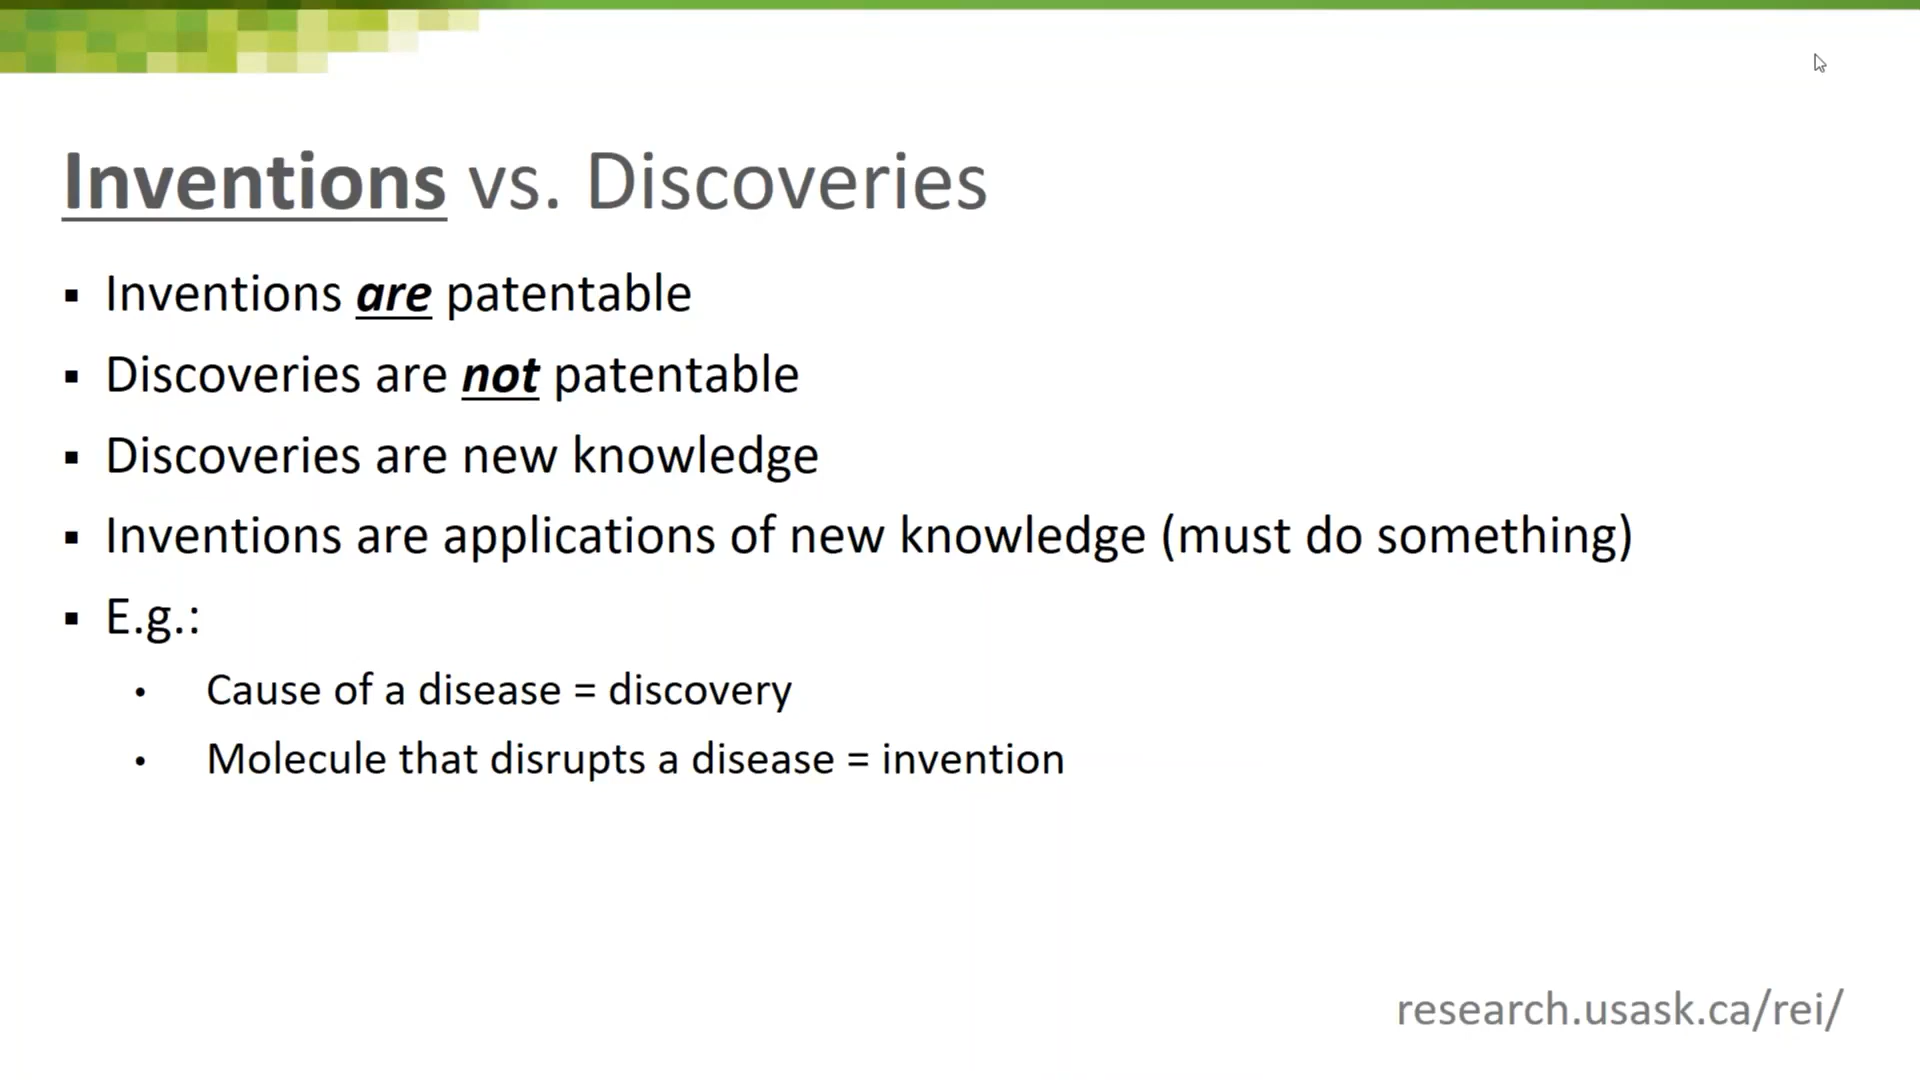 Inventions vs. Discoveries
▪ Inventions are patentable
▪ Discoveries are not patentable
▪ Discoveries are new knowledge
▪ Inventions are applications of new knowledge (must do something)
▪ E.g.:
• Cause of a disease = discovery
• Molecule that disrupts a disease = invention
research.usask.ca/rei/